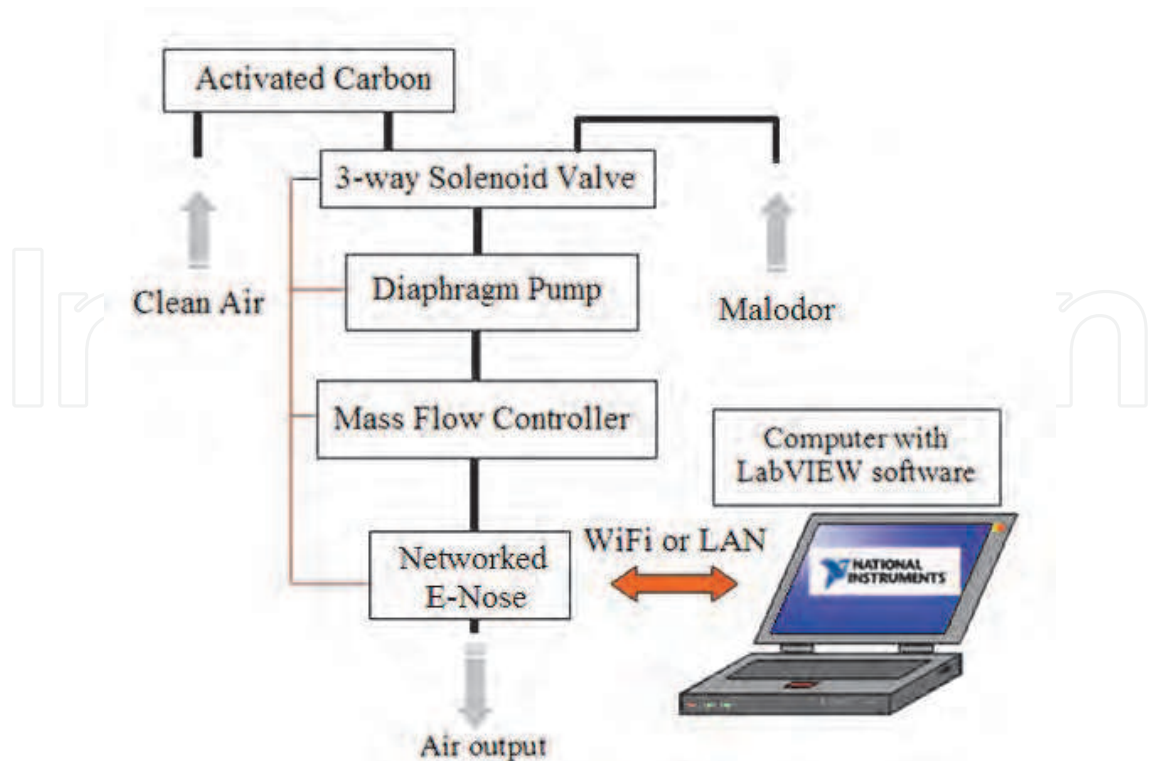 Activated Carbon
3-way Solenoid Valve
Clean Air
Diaphragm Pump
Malodor
Mass Flow Controller
Computer with
LabVIEW software
WiFi or LAN
Networked
E-Nose
NATIONAL
INSTRUMENTS
Air output